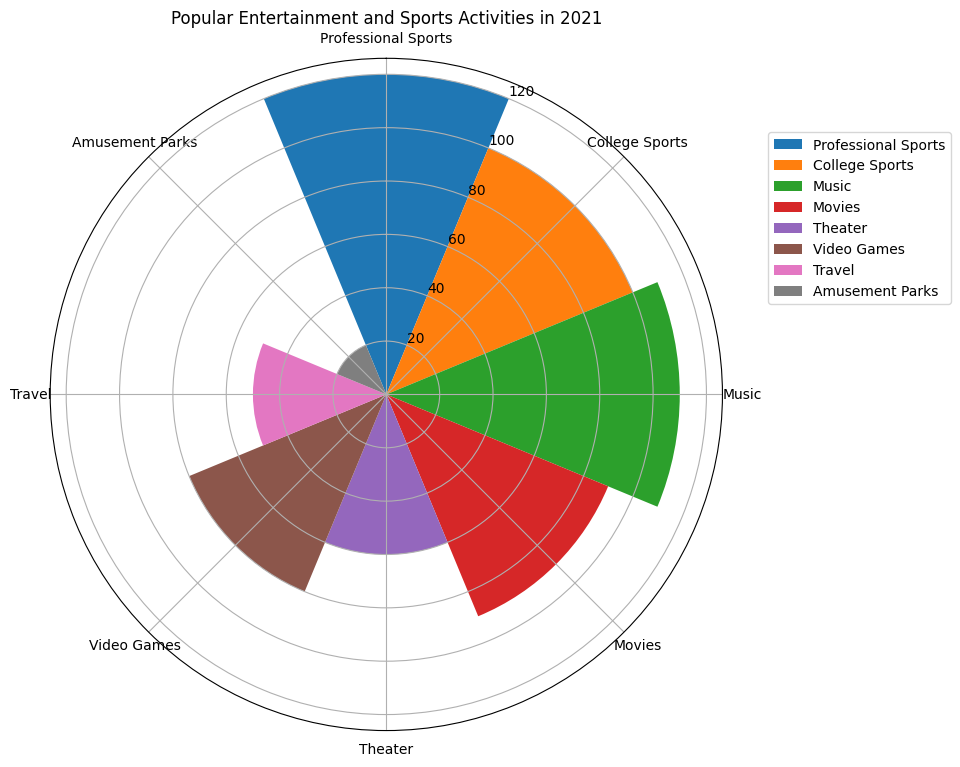 Popular Entertainment and Sports Activities in 2021
Professional Sports
College Sports
Music
Movies
Theater
Video Games
Travel
Amusement Parks
120
100
80
60
40
20
Professional Sports
College Sports
Music
Movies
Theater
Video Games
Travel
Amusement Parks